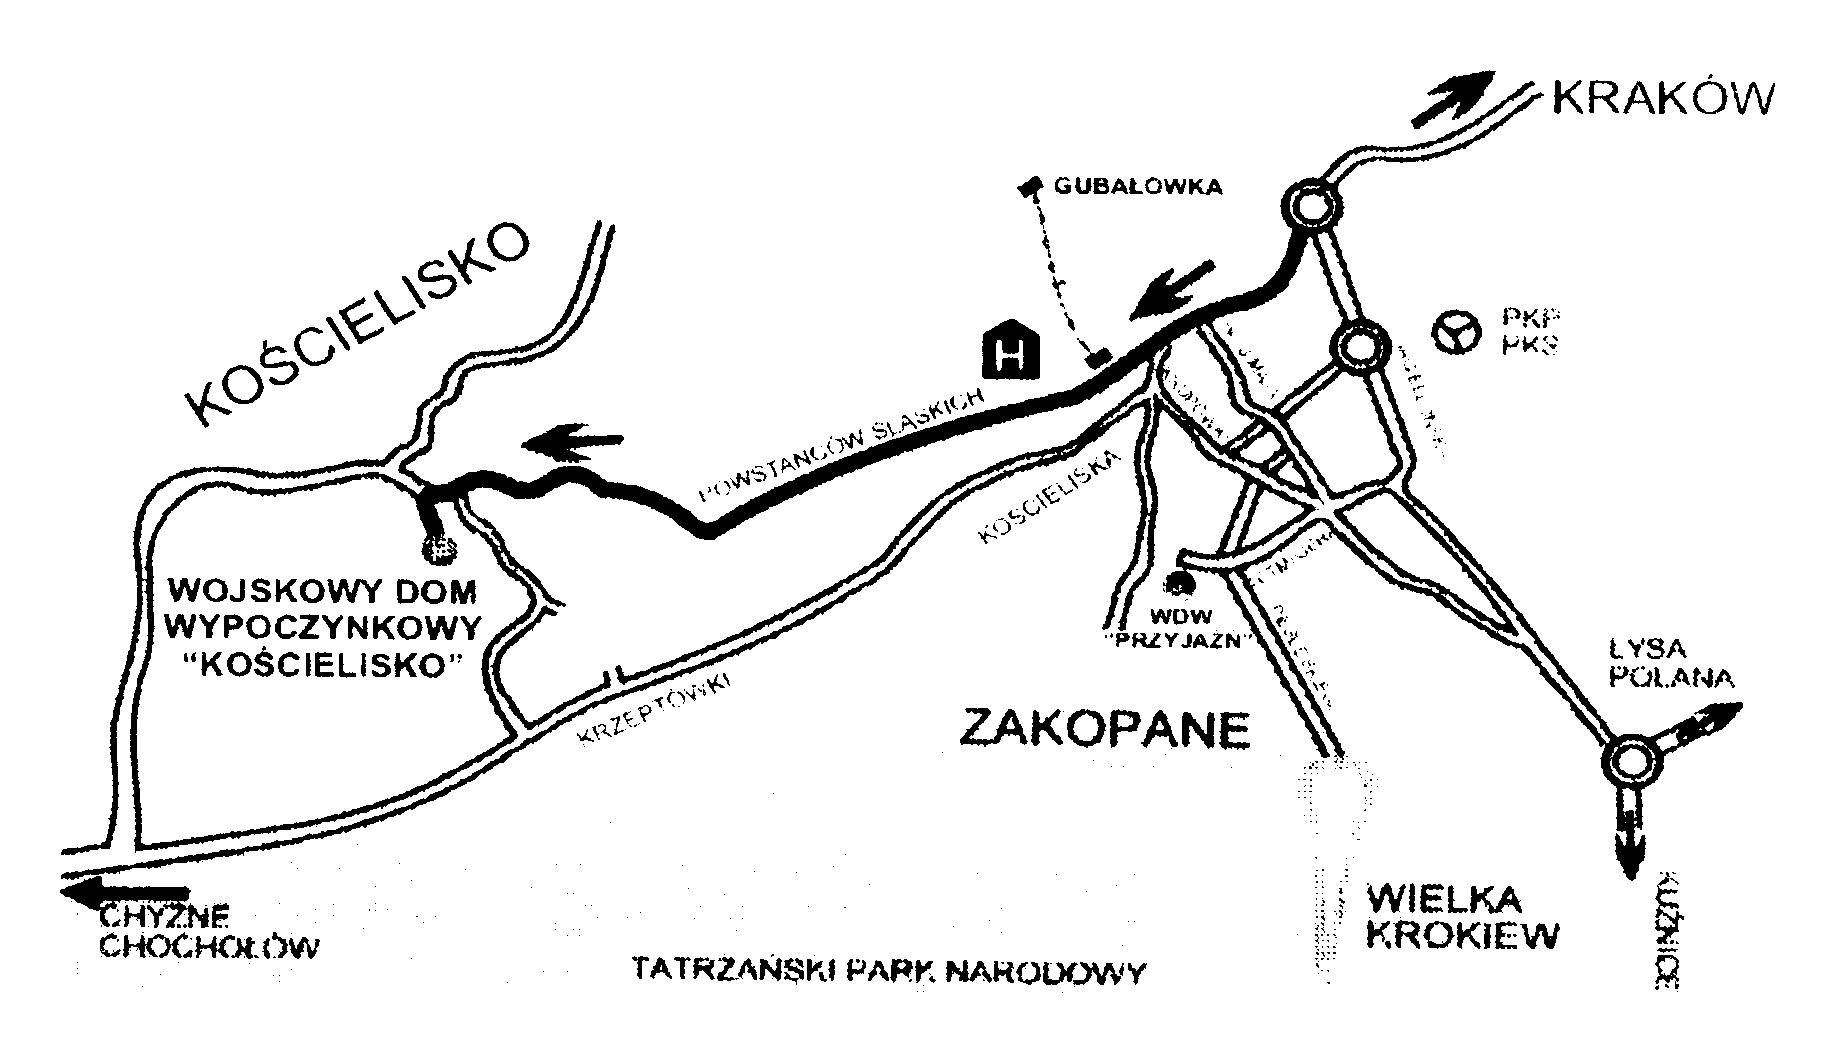 KRAKÓW
GUBAŁOWKA
KOŚCIELISKO
PKP
PKS
H
POWSTAŃCÓW ŚLĄSKICH
KOŚCIELISKA
WOJSKOWY DOM
WYPOCZYNKOWY
"KOŚCIELISKO"
WDW
"PRZYJAŹŃ"
ŁYSA
POLANA
KRZEPTÓWKI
ZAKOPANE
WIELKA
KROKIEW
KUŹNICE
CHYŻNE
CHOCHOŁÓW
TATRZAŃSKI PARK NARODOWY